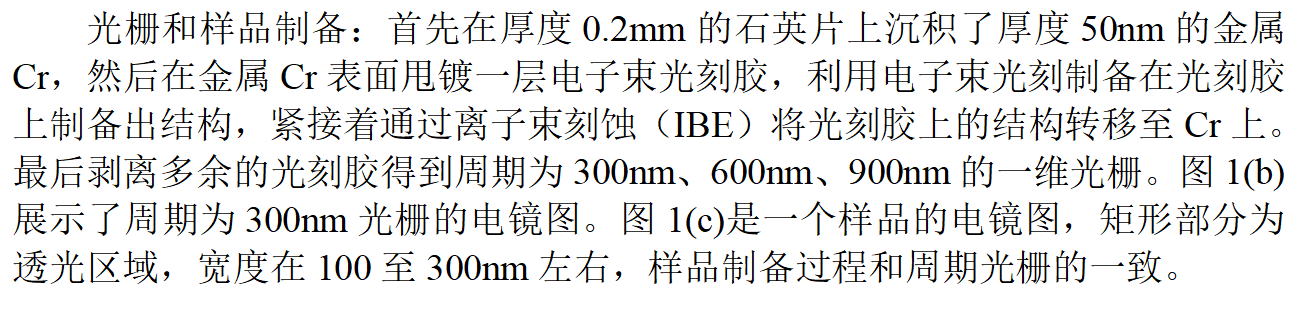 光栅和样品制备：首先在厚度 0.2mm 的石英片上沉积了厚度 50nm 的金属
Cr，然后在金属 Cr 表面甩镀一层电子束光刻胶，利用电子束光刻制备在光刻胶
上制备出结构，紧接着通过离子束刻蚀（IBE）将光刻胶上的结构转移至 Cr 上。
最后剥离多余的光刻胶得到周期为 300nm、600nm、900nm 的一维光栅。图 1(b)
展示了周期为 300nm 光栅的电镜图。图 1(c)是一个样品的电镜图，矩形部分为
透光区域，宽度在 100 至 300nm 左右，样品制备过程和周期光栅的一致。